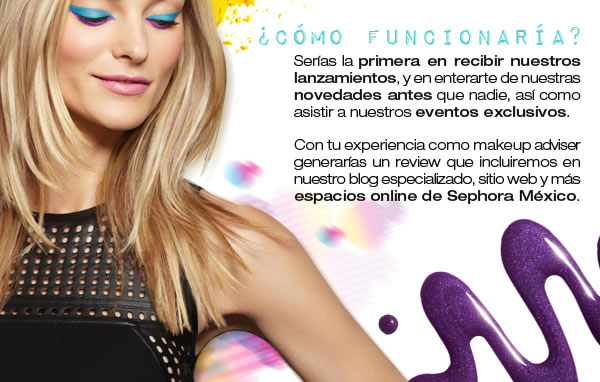 ¿CÓMO FUNCIONARÍA?
Serías la primera en recibir nuestros
lanzamientos, y en enterarte de nuestras
novedades antes que nadie, así como
asistir a nuestros eventos exclusivos.
Con tu experiencia como makeup adviser
generarías un review que incluiremos en
nuestro blog especializado, sitio web y más
espacios online de Sephora México.